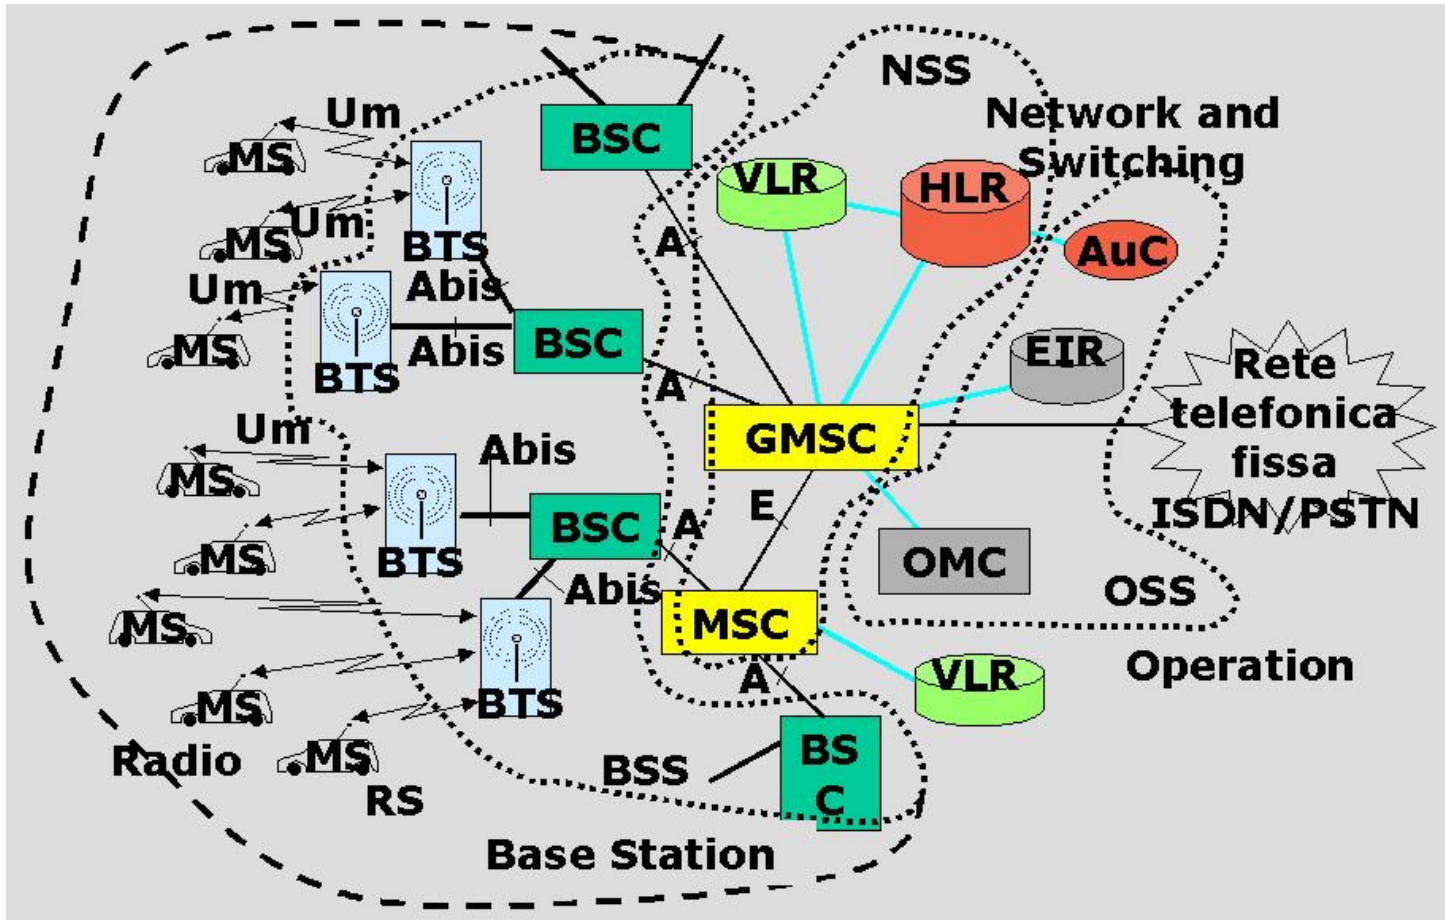 NSS
Network and
Switching
Um
MS
BSC
VLR
HLR
BTS
Um
MS
A
AuC
Um
Abis
MS
BTS
Abis
BSC
A
EIR
Rete
telefonica
fissa
ISDN/PSTN
GMSC
Um
MS
Abis
BTS
BSC
A
E
MS
OMC
Abis
OSS
MS
BTS
MSC
VLR
Operation
A
MS
Radio
MS
RS
BSS
BS
C
Base Station